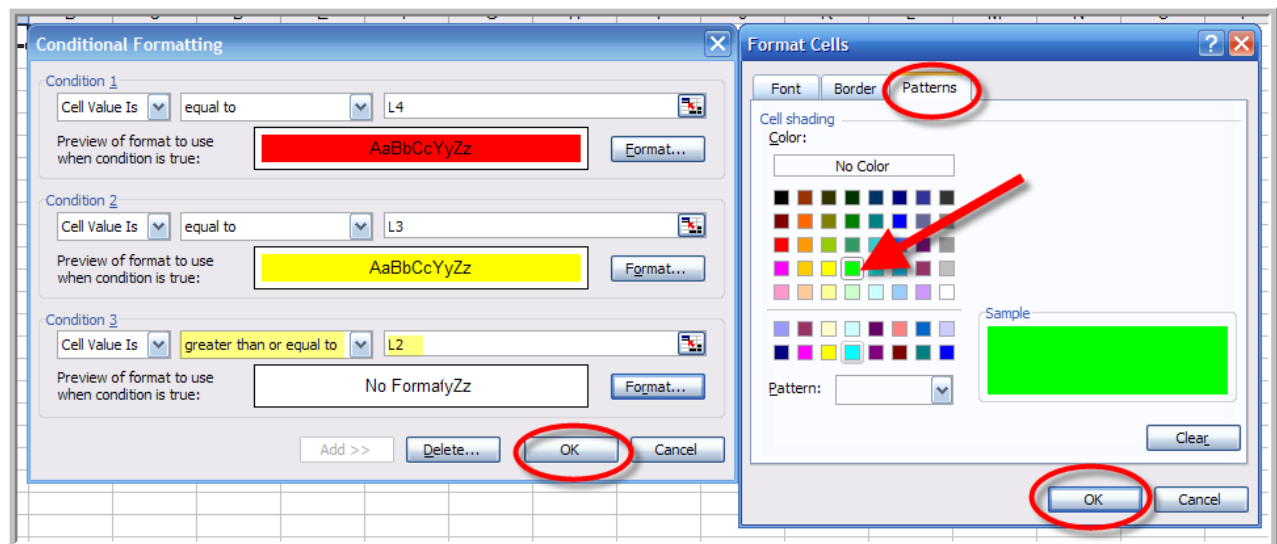 Conditional Formatting
Condition 1
Cell Value Is equal to L4
Preview of format to use
when condition is true:
AaBbCcYyZz
Format...
Condition 2
Cell Value Is equal to L3
Preview of format to use
when condition is true:
AaBbCcYyZz
Format...
Condition 3
Cell Value Is greater than or equal to L2
Preview of format to use
when condition is true:
No FormatyZz
Format...
Add >> Delete... OK Cancel
Format Cells
Font Border Patterns
Cell shading
Color:
No Color
Sample
Pattern:
Clear
OK Cancel